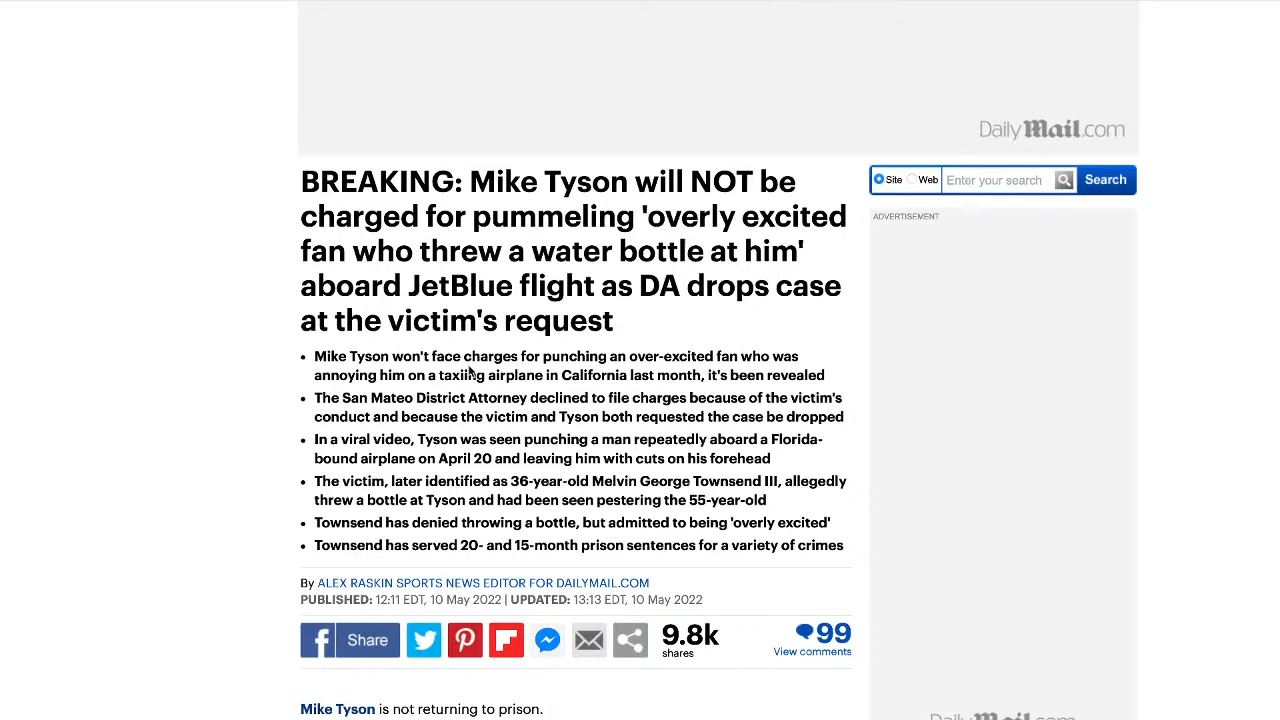 Daily Mail.com
BREAKING: Mike Tyson will NOT be
charged for pummeling 'overly excited
fan who threw a water bottle at him'
aboard JetBlue flight as DA drops case
at the victim's request
Site Web Enter your search Search
ADVERTISEMENT
• Mike Tyson won't face charges for punching an over-excited fan who was
annoying him on a taxiing airplane in California last month, it's been revealed
• The San Mateo District Attorney declined to file charges because of the victim's
conduct and because the victim and Tyson both requested the case be dropped
• In a viral video, Tyson was seen punching a man repeatedly aboard a Florida-
bound airplane on April 20 and leaving him with cuts on his forehead
• The victim, later identified as 36-year-old Melvin George Townsend III, allegedly
threw a bottle at Tyson and had been seen pestering the 55-year-old
• Townsend has denied throwing a bottle, but admitted to being 'overly excited'
• Townsend has served 20- and 15-month prison sentences for a variety of crimes
By ALEX RASKIN SPORTS NEWS EDITOR FOR DAILYMAIL.COM
PUBLISHED: 12:11 EDT, 10 May 2022 | UPDATED: 13:13 EDT, 10 May 2022
f Share
9.8k
shares
99
View comments
Mike Tyson is not returning to prison.
Daily Mail.com